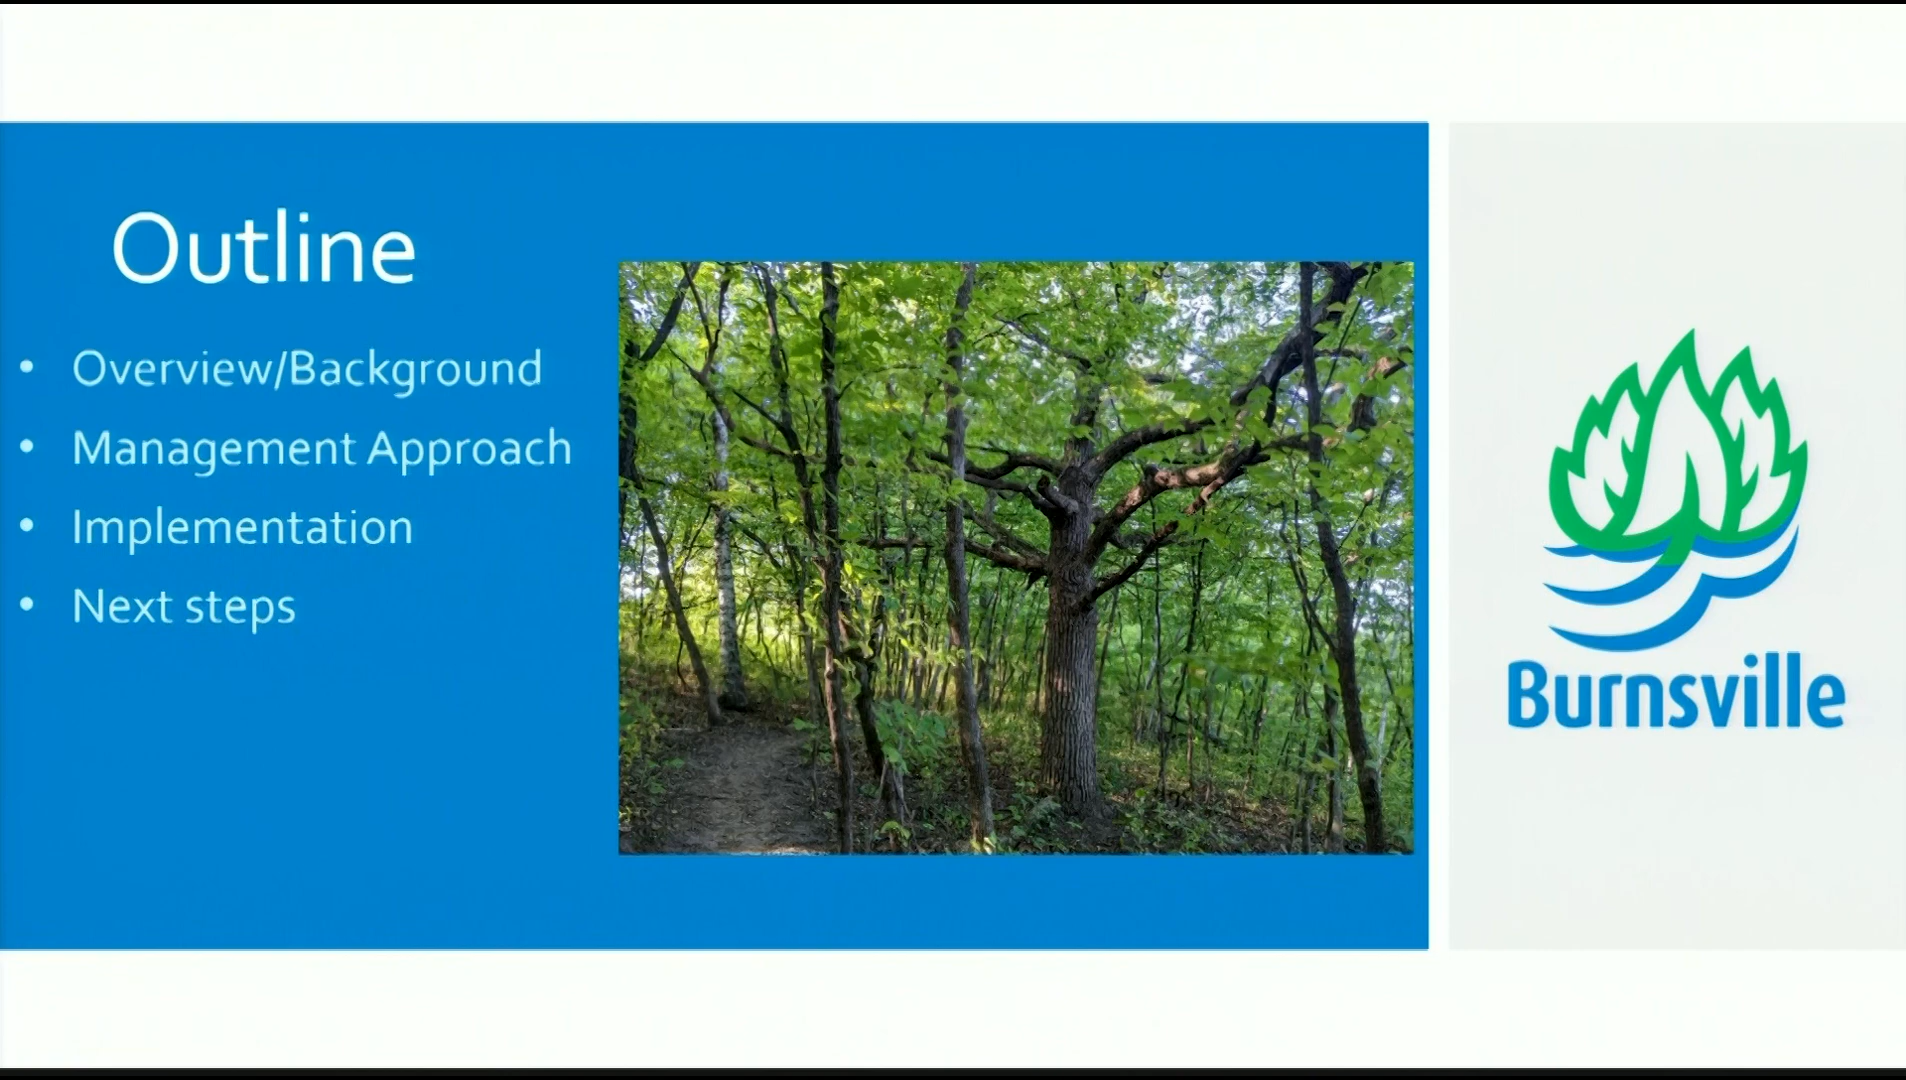 Outline
• Overview/Background
• Management Approach
• Implementation
• Next steps
Burnsville